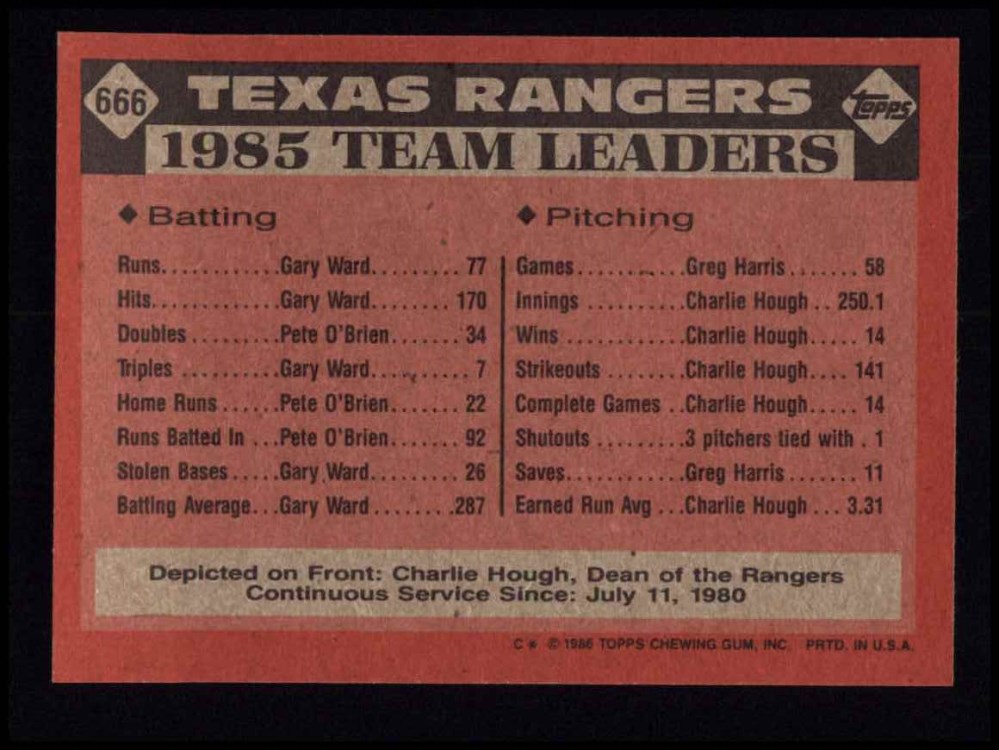 666 TEXAS RANGERS Topps
1985 TEAM LEADERS
◆ Batting
Runs............Gary Ward......... 77
Hits.............Gary Ward......... 170
Doubles .........Pete O'Brien....... 34
Triples ..........Gary Ward.......... 7
Home Runs ......Pete O'Brien....... 22
Runs Batted In ...Pete O'Brien....... 92
Stolen Bases .....Gary Ward......... 26
Batting Average...Gary Ward ........ .287
◆ Pitching
Games...........Greg Harris ....... 58
Innings ..........Charlie Hough .. 250.1
Wins ............Charlie Hough..... 14
Strikeouts ........Charlie Hough.... 141
Complete Games ..Charlie Hough..... 14
Shutouts .........3 pitchers tied with . 1
Saves............Greg Harris ....... 11
Earned Run Avg ...Charlie Hough ... 3.31
Depicted on Front: Charlie Hough, Dean of the Rangers
Continuous Service Since: July 11, 1980
C * © 1986 TOPPS CHEWING GUM, INC. PRTD. IN U.S.A.